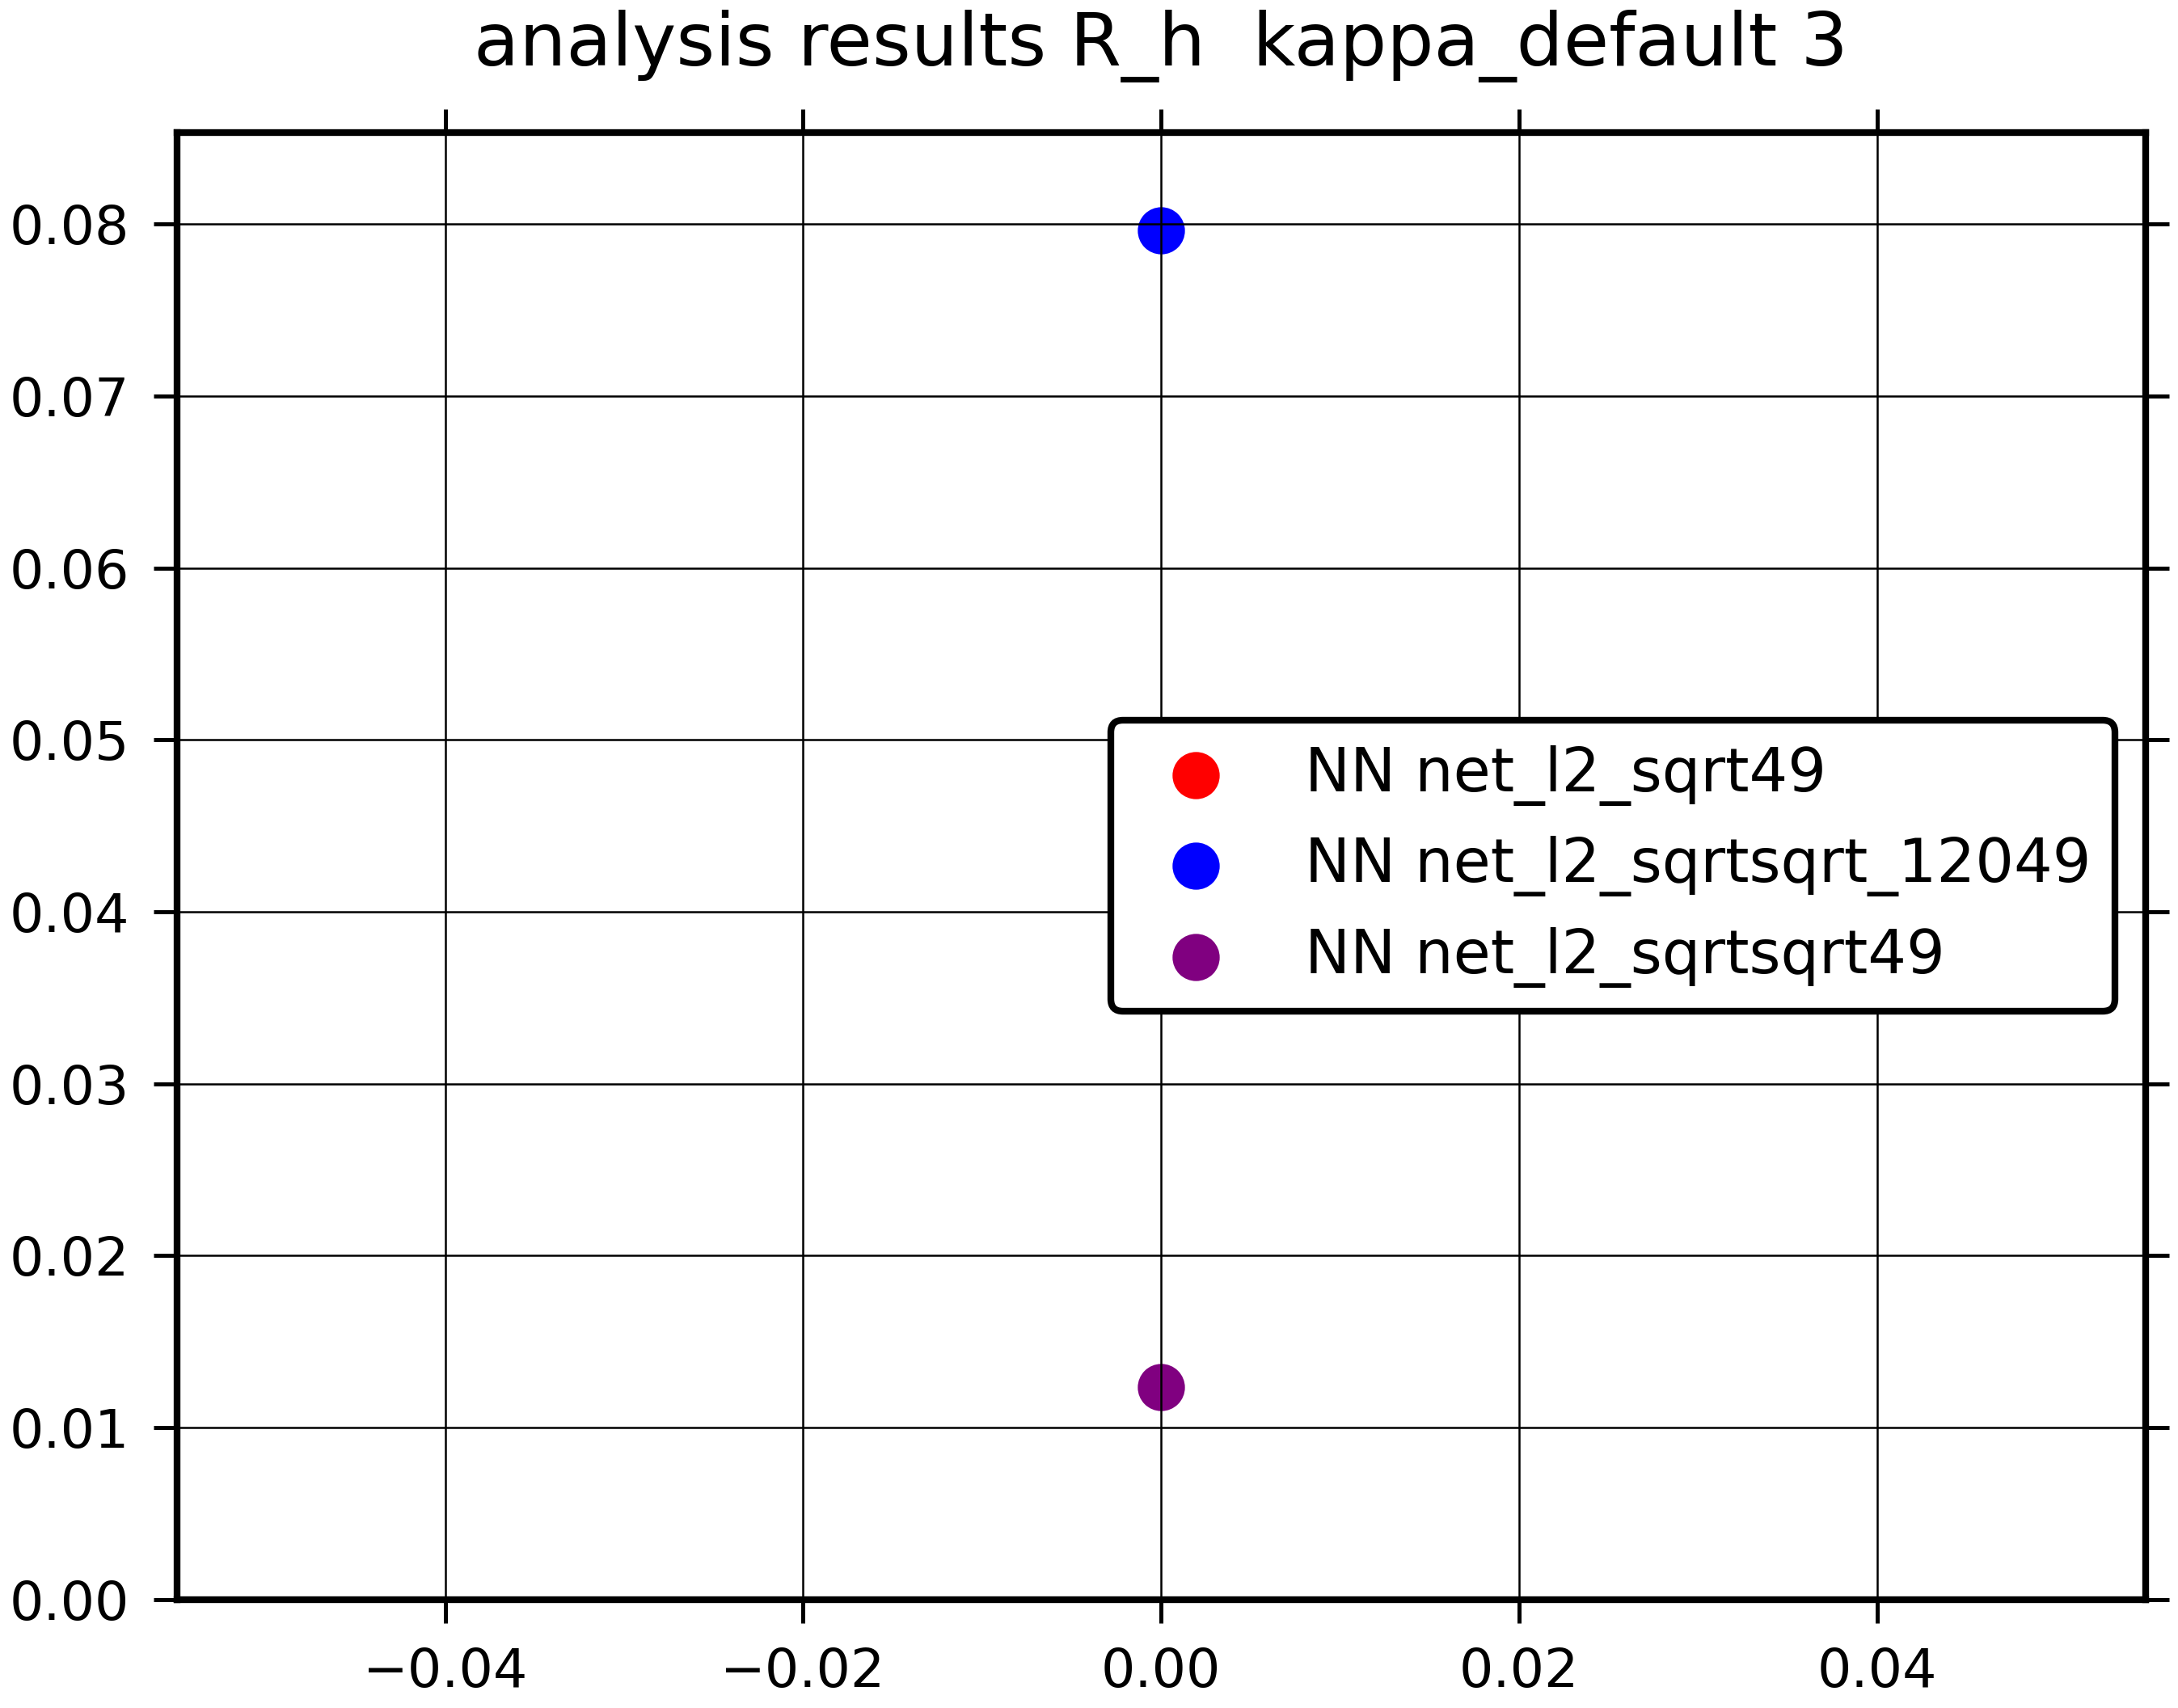 analysis results R_h  kappa_default 3
0.08
0.07
0.06
0.05
0.04
0.03
0.02
0.01
0.00
NN net_l2_sqrt49
NN net_l2_sqrtsqrt_12049
NN net_l2_sqrtsqrt49
−0.04 −0.02 0.00 0.02 0.04